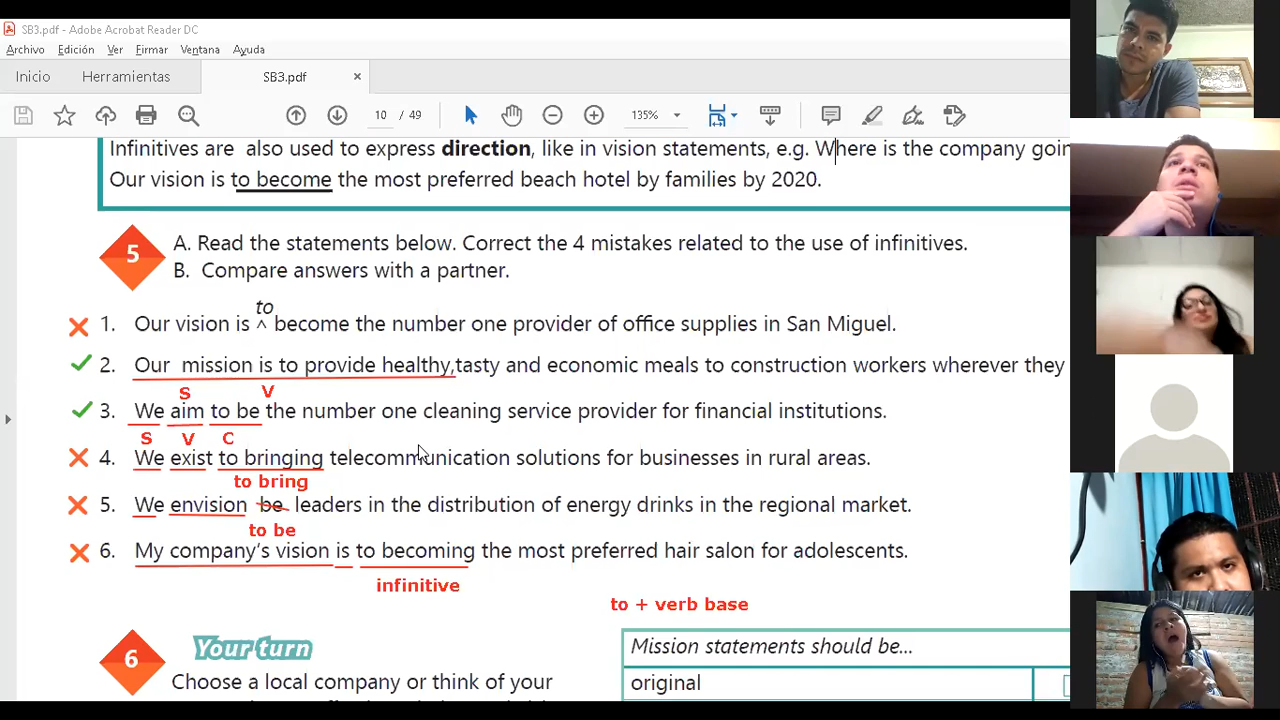 SB3.pdf - Adobe Acrobat Reader DC
Archivo Edición Ver Firmar Ventana Ayuda
Inicio Herramientas SB3.pdf ×
10 / 49 135%
Infinitives are also used to express direction, like in vision statements, e.g. Where is the company goin
Our vision is to become the most preferred beach hotel by families by 2020.
5 A. Read the statements below. Correct the 4 mistakes related to the use of infinitives.
B. Compare answers with a partner.
to
1. Our vision is ^ become the number one provider of office supplies in San Miguel.
2. Our mission is to provide healthy,tasty and economic meals to construction workers wherever they
S V
3. We aim to be the number one cleaning service provider for financial institutions.
S V C
4. We exist to bringing telecommunication solutions for businesses in rural areas.
to bring
5. We envision be leaders in the distribution of energy drinks in the regional market.
to be
6. My company's vision is to becoming the most preferred hair salon for adolescents.
infinitive
to + verb base
6 Your turn
Mission statements should be...
Choose a local company or think of your
original